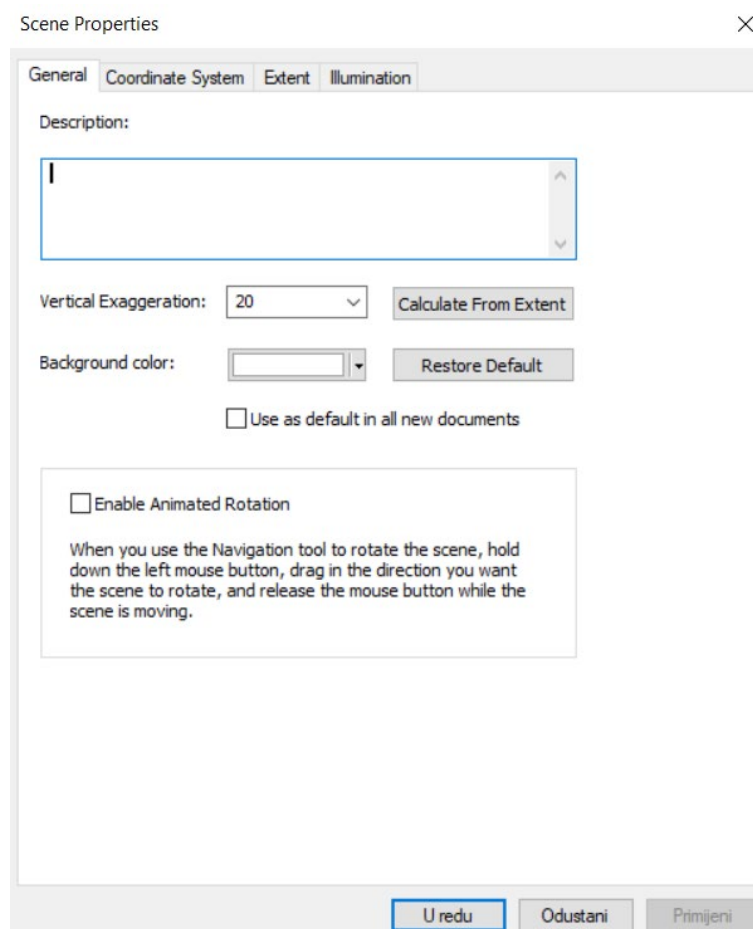 Scene Properties
General Coordinate System Extent Illumination
Description:
Vertical Exaggeration: 20 Calculate From Extent
Background color: Restore Default
Use as default in all new documents
Enable Animated Rotation
When you use the Navigation tool to rotate the scene, hold
down the left mouse button, drag in the direction you want
the scene to rotate, and release the mouse button while the
scene is moving.
U redu Odustani Primijeni